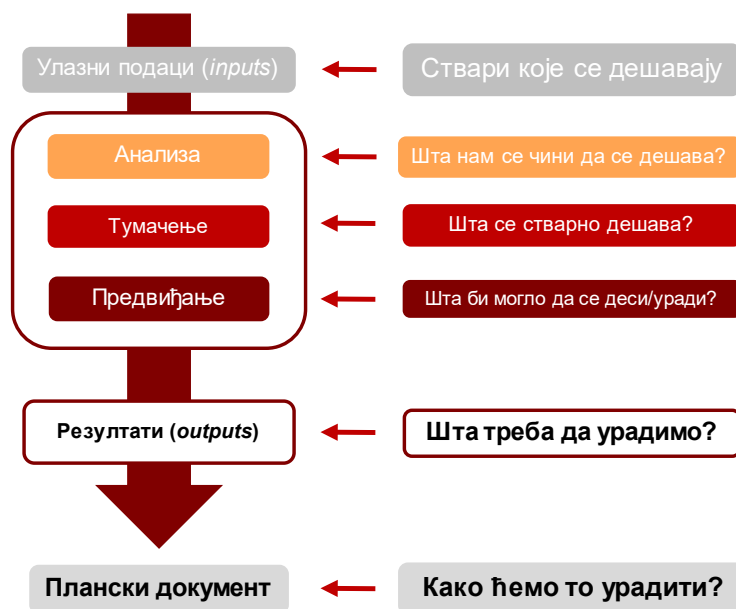 Улазни подаци (inputs)
Ствари које се дешавају
Анализа
Шта нам се чини да се дешава?
Тумачење
Шта се стварно дешава?
Предвиђање
Шта би могло да се деси/уради?
Резултати (outputs)
Шта треба да урадимо?
Плански документ
Како ћемо то урадити?